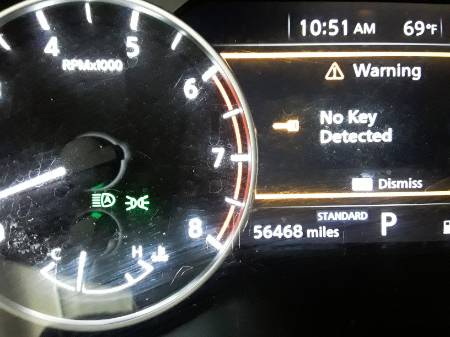 10:51 AM 69°F
Warning
No Key
Detected
Dismiss
STANDARD
56468 miles P
4
5
RPMx1000
6
7
8
A
C H